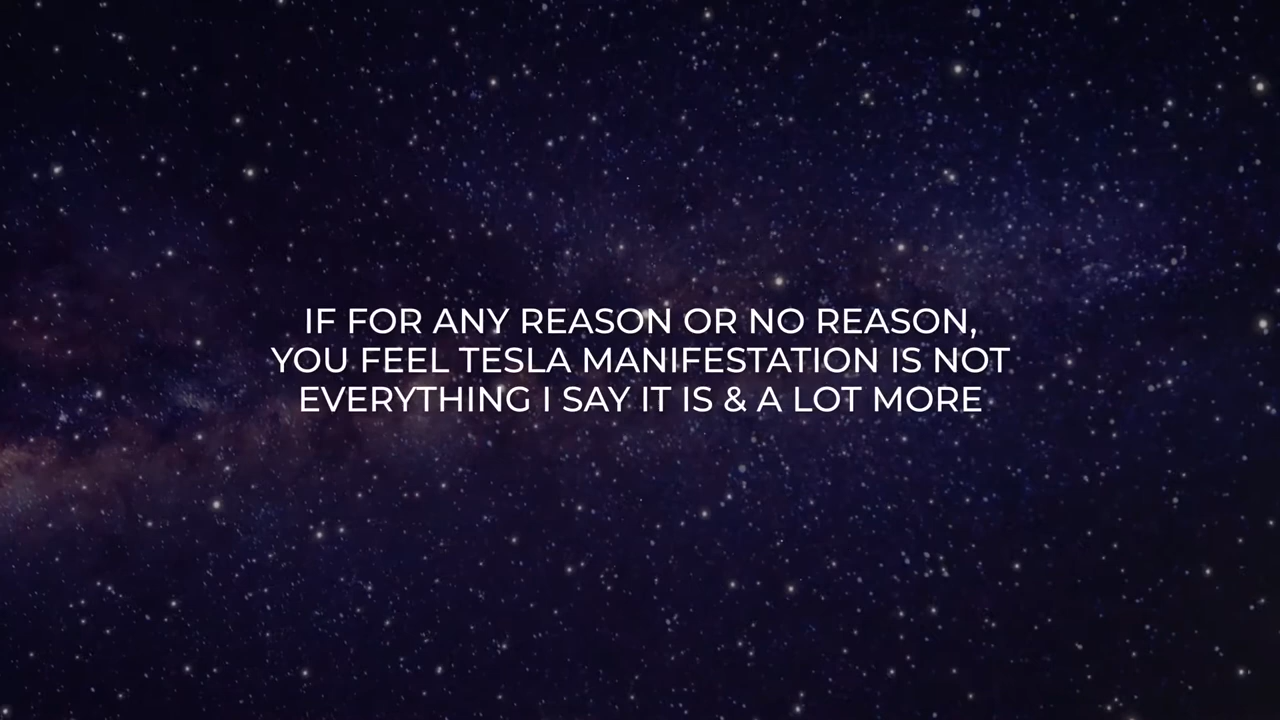 IF FOR ANY REASON OR NO REASON,
YOU FEEL TESLA MANIFESTATION IS NOT
EVERYTHING I SAY IT IS & A LOT MORE